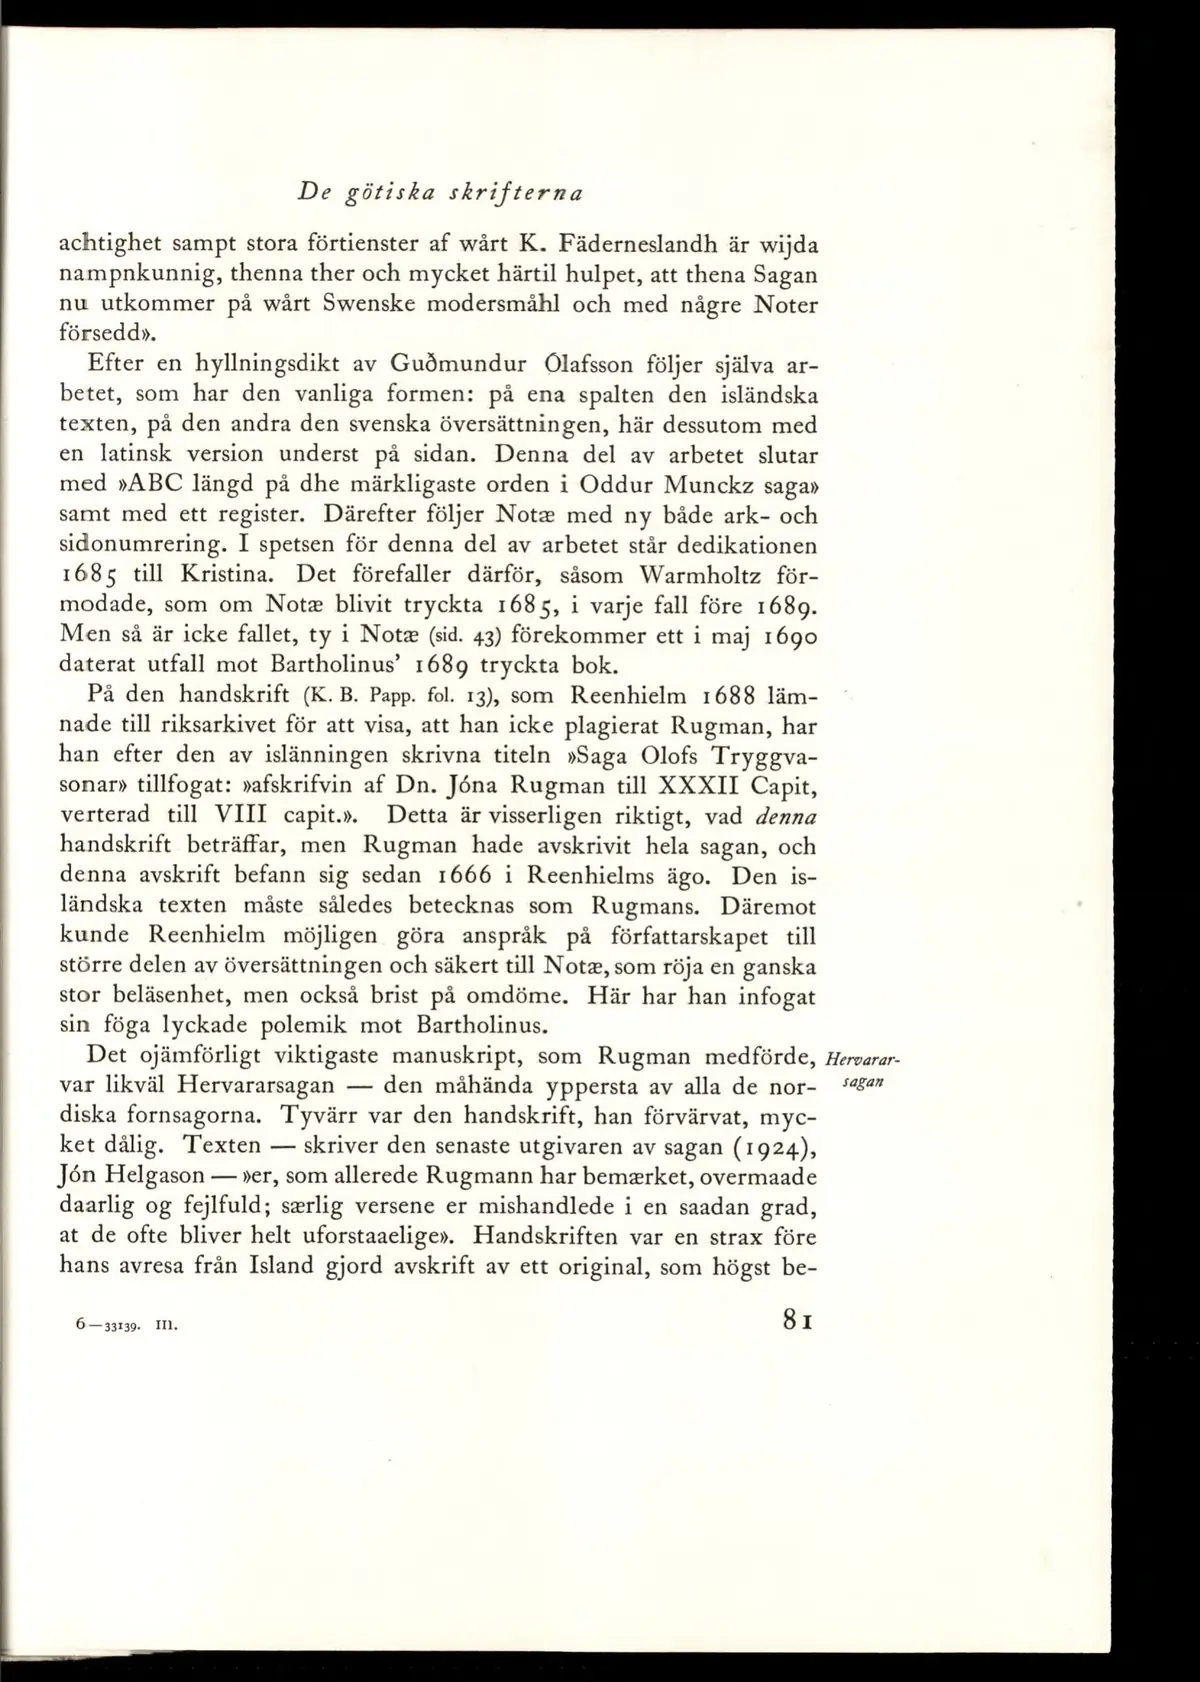 De götiska skrifterna
achtighet sampt stora förtienster af wårt K. Fäderneslandh är wijda
nampnkunnig, thenna ther och mycket härtil hulpet, att thena Sagan
nu utkommer på wårt Swenske modersmåhl och med någre Noter
försedd».
Efter en hyllningsdikt av Guðmundur Ólafsson följer själva ar-
betet, som har den vanliga formen: på ena spalten den isländska
texten, på den andra den svenska översättningen, här dessutom med
en latinsk version underst på sidan. Denna del av arbetet slutar
med »ABC längd på dhe märkligaste orden i Oddur Munckz saga»
samt med ett register. Därefter följer Notæ med ny både ark- och
sidonumrering. I spetsen för denna del av arbetet står dedikationen
1685 till Kristina. Det förefaller därför, såsom Warmholtz för-
modade, som om Notæ blivit tryckta 1685, i varje fall före 1689.
Men så är icke fallet, ty i Notæ (sid. 43) förekommer ett i maj 1690
daterat utfall mot Bartholinus’ 1689 tryckta bok.
På den handskrift (K. B. Papp. fol. 13), som Reenhielm 1688 läm-
nade till riksarkivet för att visa, att han icke plagierat Rugman, har
han efter den av islänningen skrivna titeln »Saga Olofs Tryggva-
sonar» tillfogat: »afskrifvin af Dn. Jóna Rugman till XXXII Capit,
verterad till VIII capit.». Detta är visserligen riktigt, vad denna
handskrift beträffar, men Rugman hade avskrivit hela sagan, och
denna avskrift befann sig sedan 1666 i Reenhielms ägo. Den is-
ländska texten måste således betecknas som Rugmans. Däremot
kunde Reenhielm möjligen göra anspråk på författarskapet till
större delen av översättningen och säkert till Notæ, som röja en ganska
stor beläsenhet, men också brist på omdöme. Här har han infogat
sin föga lyckade polemik mot Bartholinus.
Det ojämförligt viktigaste manuskript, som Rugman medförde,
Hervarar-
sagan
var likväl Hervararsagan — den måhända yppersta av alla de nor-
diska fornsagorna. Tyvärr var den handskrift, han förvärvat, myc-
ket dålig. Texten — skriver den senaste utgivaren av sagan (1924),
Jón Helgason — »er, som allerede Rugmann har bemærket, overmaade
daarlig og fejlfuld; særlig versene er mishandlede i en saadan grad,
at de ofte bliver helt uforstaaelige». Handskriften var en strax före
hans avresa från Island gjord avskrift av ett original, som högst be-
6—33139. III.
81